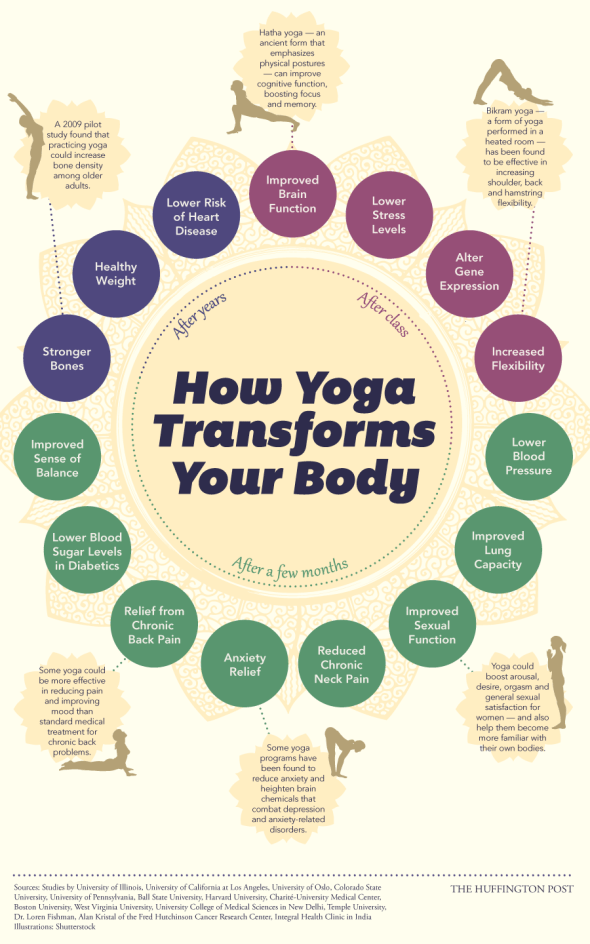 Hatha yoga — an
ancient form that
emphasizes
physical postures
— can improve
cognitive function,
boosting focus
and memory.
A 2009 pilot
study found that
practicing yoga
could increase
bone density
among older
adults.
Bikram yoga —
a form of yoga
performed in a
heated room —
has been found
to be effective in
increasing
shoulder, back
and hamstring
flexibility.
Improved
Brain
Function
Lower
Stress
Levels
Alter
Gene
Expression
Increased
Flexibility
Lower Risk
of Heart
Disease
Healthy
Weight
Stronger
Bones
After years
After class
How Yoga
Transforms
Your Body
After a few months
Lower
Blood
Pressure
Improved
Lung
Capacity
Improved
Sexual
Function
Reduced
Chronic
Neck Pain
Anxiety
Relief
Relief from
Chronic
Back Pain
Lower Blood
Sugar Levels
in Diabetics
Improved
Sense of
Balance
Some yoga could
be more effective
in reducing pain
and improving
mood than
standard medical
treatment for
chronic back
problems.
Some yoga
programs have
been found to
reduce anxiety and
heighten brain
chemicals that
combat depression
and anxiety-related
disorders.
Yoga could
boost arousal,
desire, orgasm and
general sexual
satisfaction for
women — and also
help them become
more familiar with
their own bodies.
Sources: Studies by University of Illinois, University of California at Los Angeles, University of Oslo, Colorado State
University, University of Pennsylvania, Ball State University, Harvard University, Charité-University Medical Center,
Boston University, West Virginia University, University College of Medical Sciences in New Delhi, Temple University,
Dr. Loren Fishman, Alan Kristal of the Fred Hutchinson Cancer Research Center, Integral Health Clinic in India
Illustrations: Shutterstock
THE HUFFINGTON POST